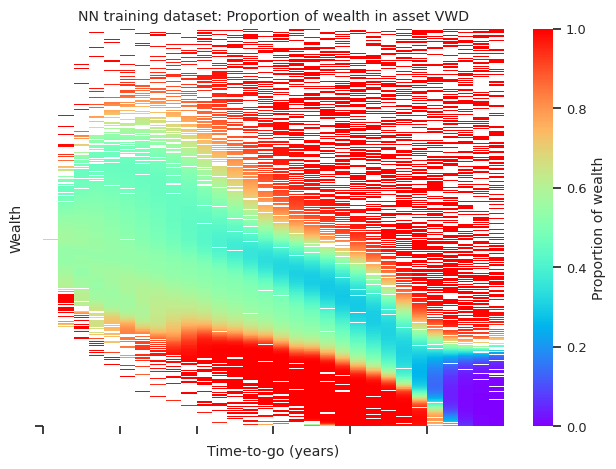 NN training dataset: Proportion of wealth in asset VWD
Wealth
Time-to-go (years)
1.0
0.8
0.6
0.4
0.2
0.0
Proportion of wealth